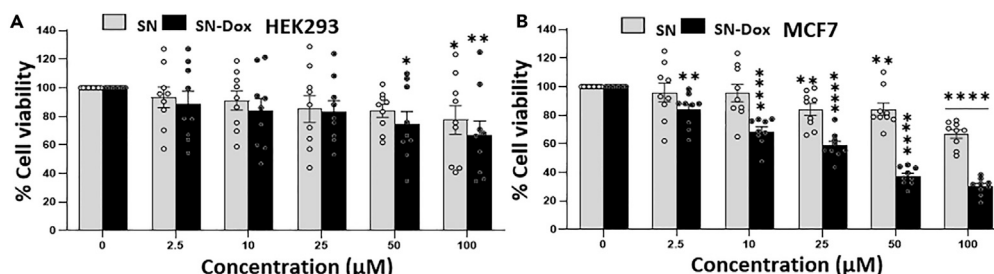 A
SN SN-Dox HEK293
140
120
100
80
60
40
20
0
% Cell viability
* * **
0 2.5 10 25 50 100
Concentration (µM)
B
SN SN-Dox MCF7
140
120
100
80
60
40
20
0
% Cell viability
** **** ** **** ** **** ****
0 2.5 10 25 50 100
Concentration (µM)